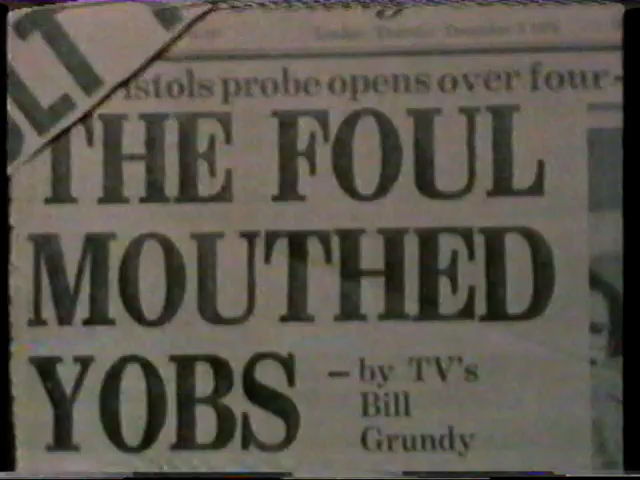 istols probe opens over four-
THE FOUL
MOUTHED
YOBS
– by TV's
Bill
Grundy